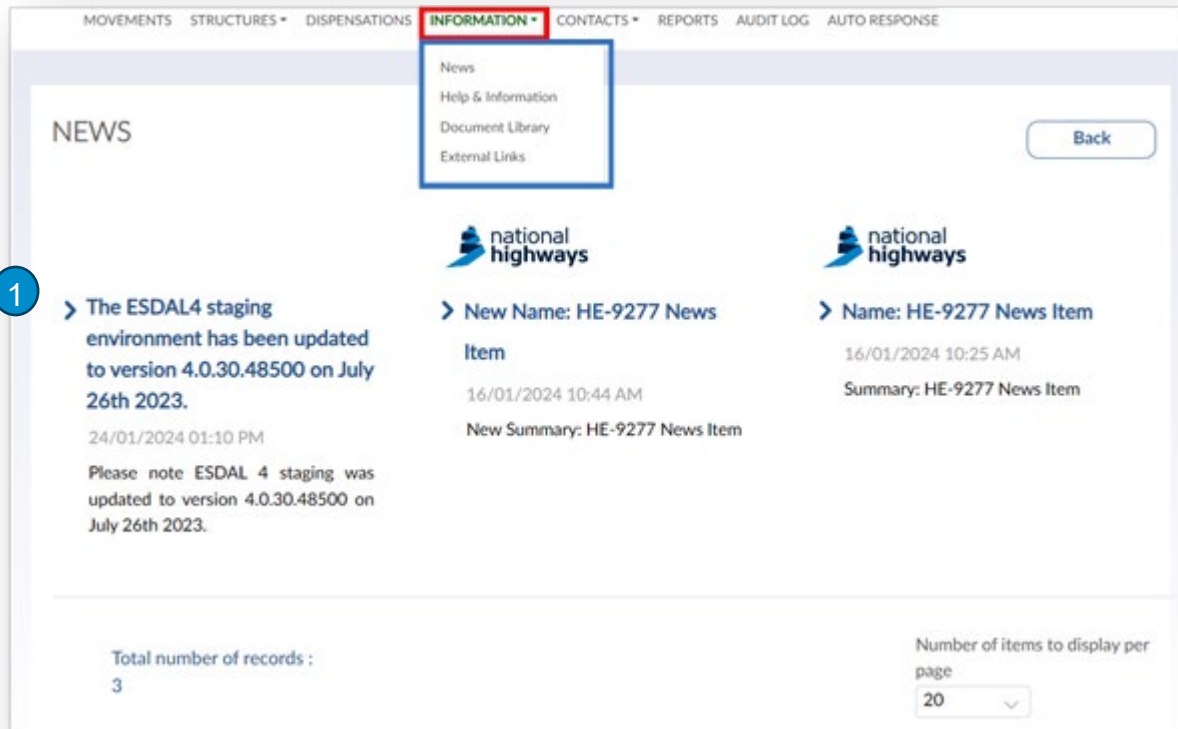 MOVEMENTS STRUCTURES DISPENSATIONS INFORMATION CONTACTS REPORTS AUDIT LOG AUTO RESPONSE
News
Help & Information
Document Library
External Links
NEWS
Back
1
The ESDAL4 staging
environment has been updated
to version 4.0.30.48500 on July
26th 2023.
24/01/2024 01:10 PM
Please note ESDAL 4 staging was
updated to version 4.0.30.48500 on
July 26th 2023.
national
highways
New Name: HE-9277 News
Item
16/01/2024 10:44 AM
New Summary: HE-9277 News Item
national
highways
Name: HE-9277 News Item
16/01/2024 10:25 AM
Summary: HE-9277 News Item
Total number of records :
3
Number of items to display per
page
20